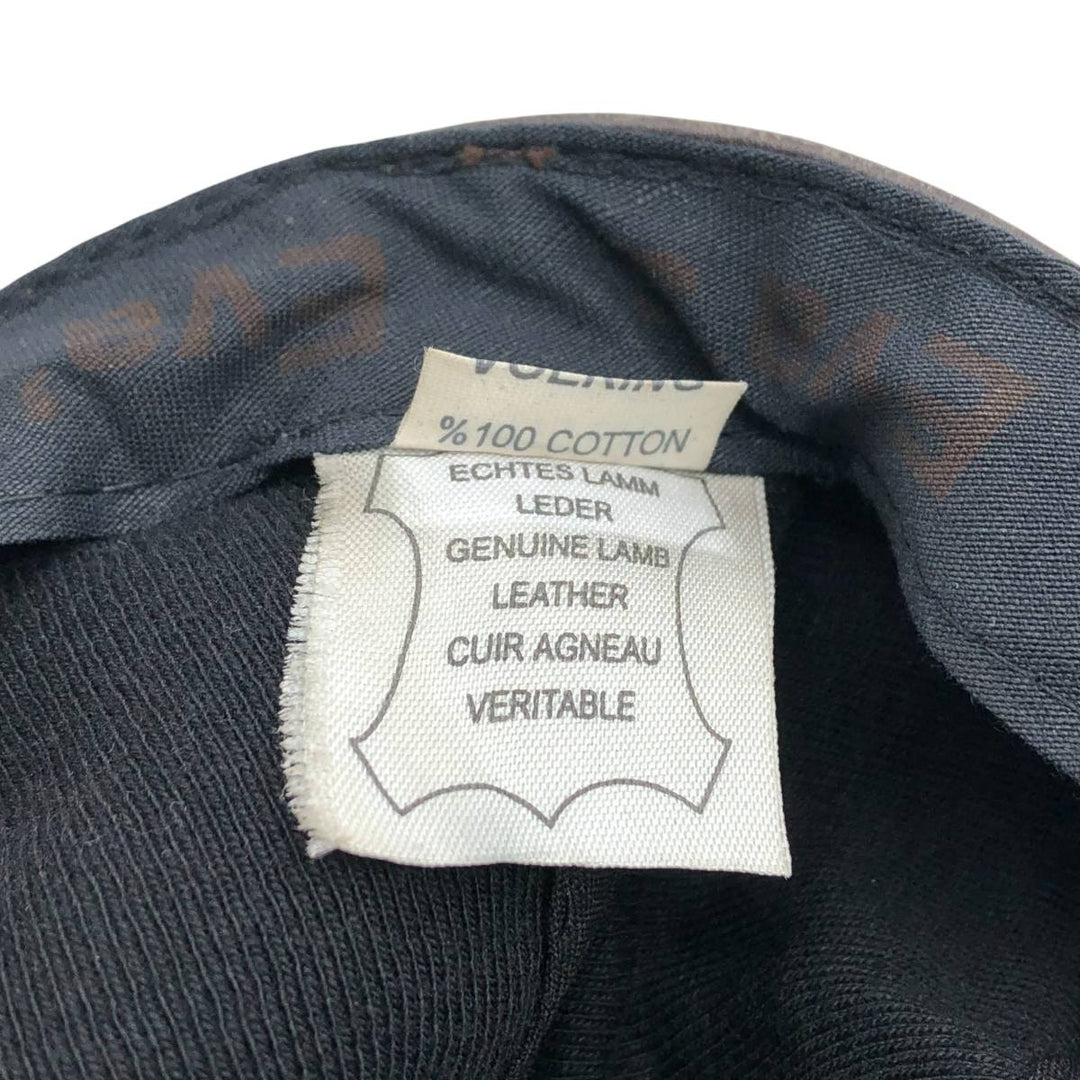 % 100 COTTON
ECHTES LAMM
LEDER
GENUINE LAMB
LEATHER
CUIR AGNEAU
VERITABLE